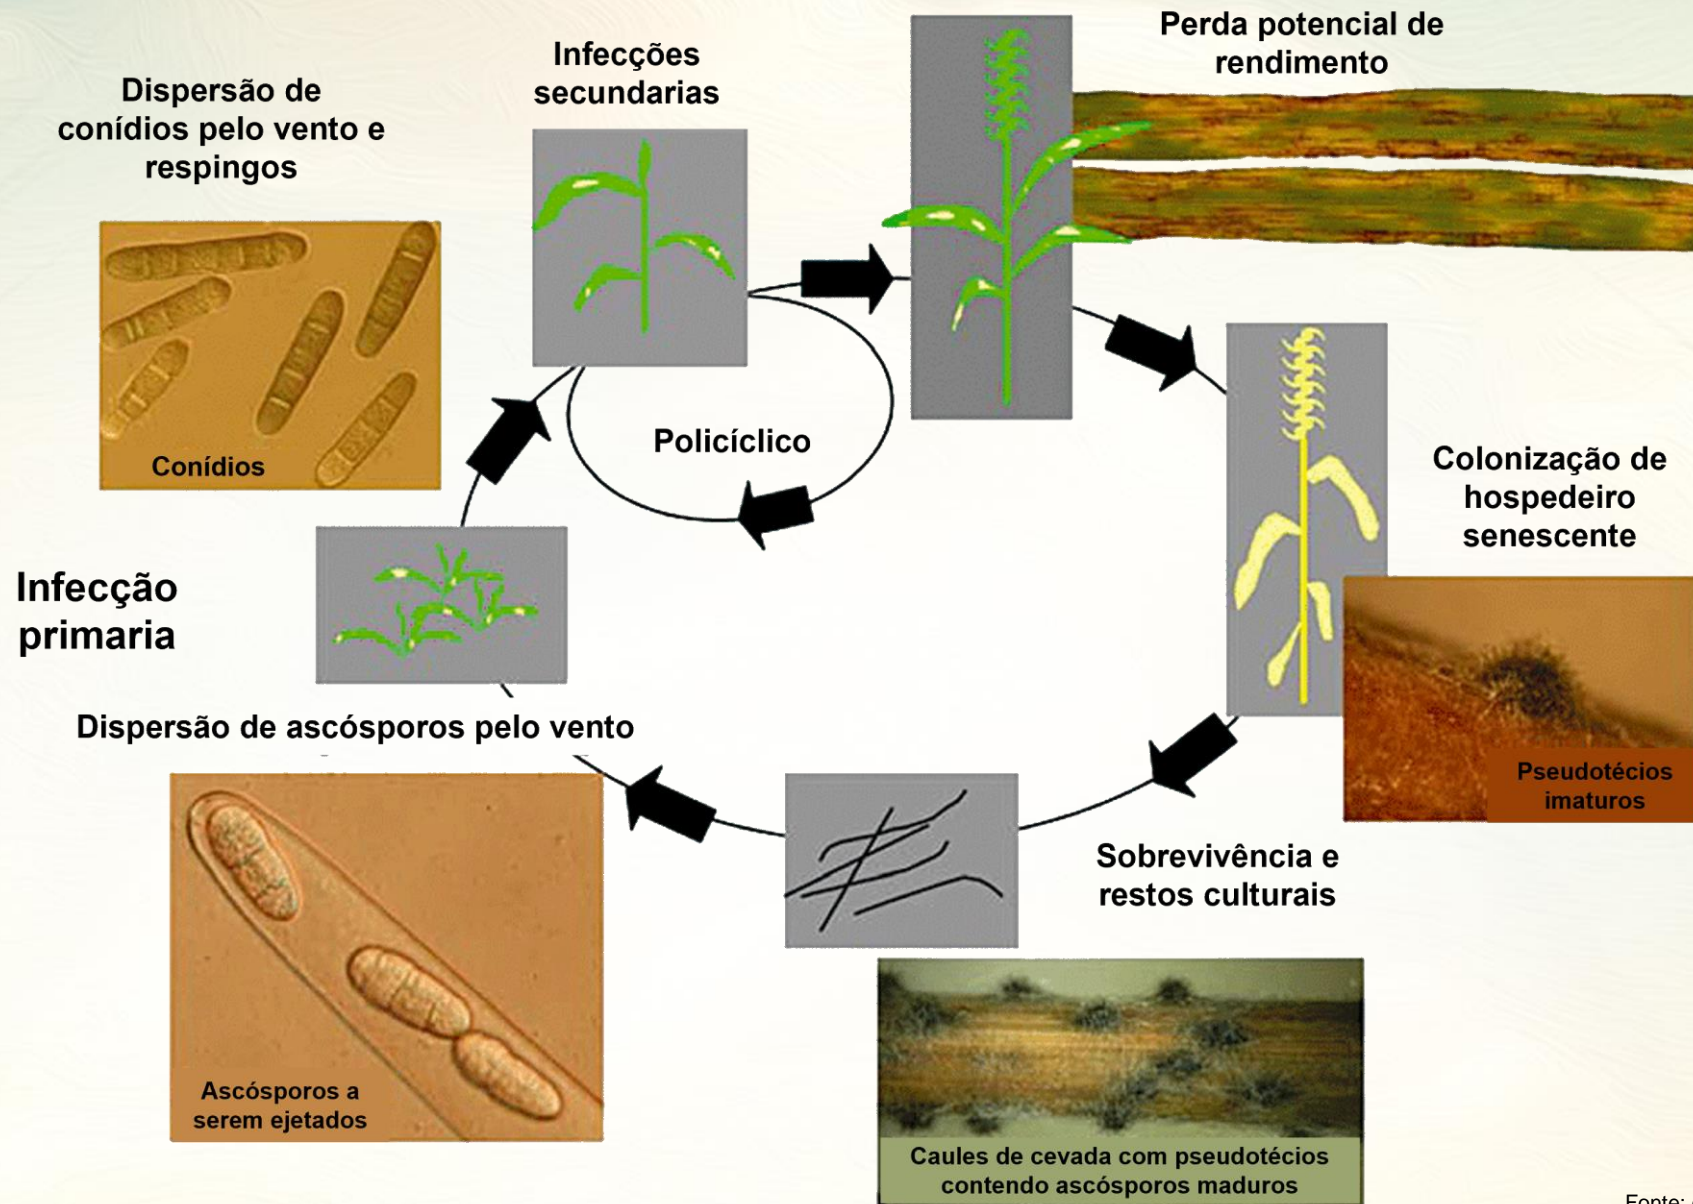 Perda potencial de
rendimento
Infecções
secundarias
Dispersão de
conídios pelo vento e
respingos
Conídios
Policíclico
Colonização de
hospedeiro
senescente
Infecção
primaria
Dispersão de ascósporos pelo vento
Pseudotécios
imaturos
Sobrevivência e
restos culturais
Ascósporos a
serem ejetados
Caules de cevada com pseudotécios
contendo ascósporos maduros
Fonte: